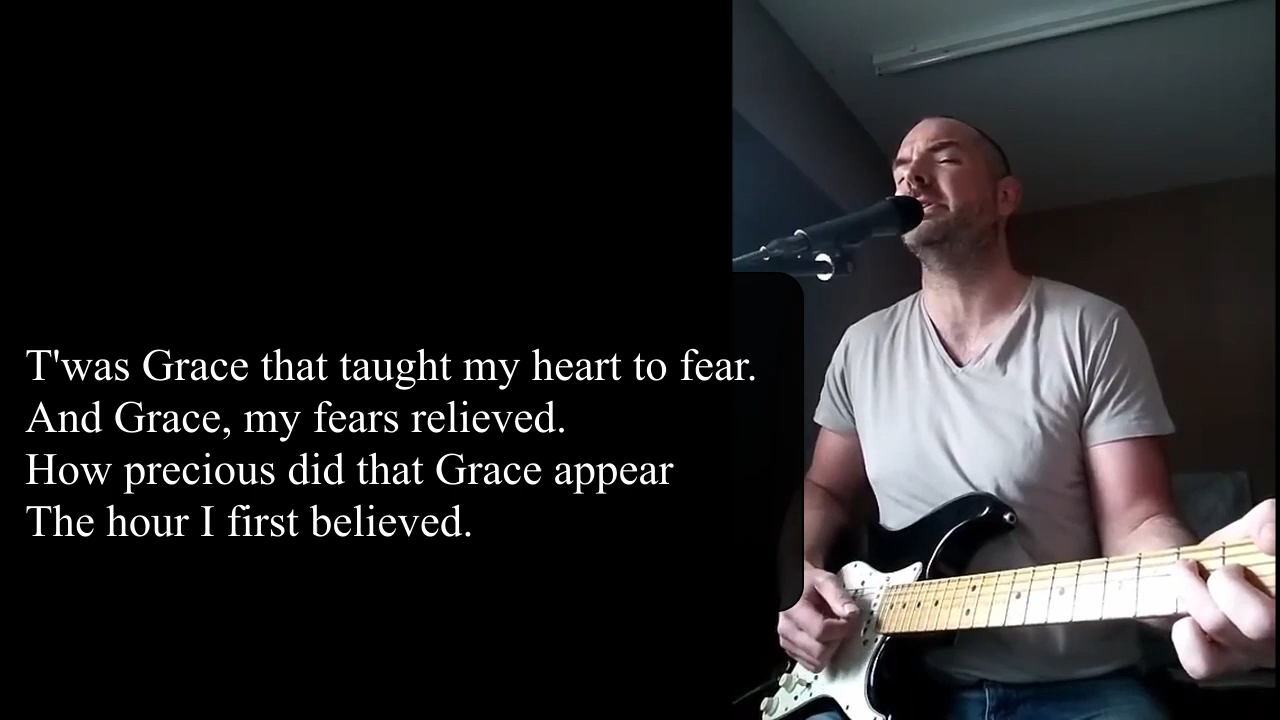 T'was Grace that taught my heart to fear.
And Grace, my fears relieved.
How precious did that Grace appear
The hour I first believed.